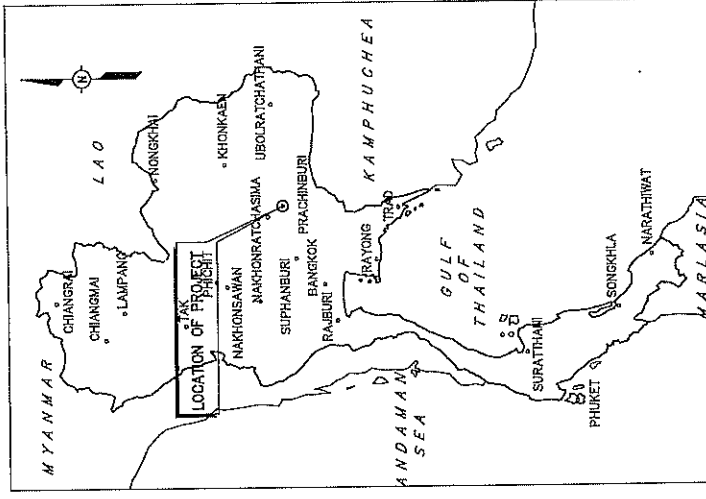 MYANMAR
LAO
CHIANGRAI
CHIANGMAI
LAMPANG
NONGKHAI
N
TAK
LOCATION OF PROJECT
PHICHIT
KHONKAEN
NAKHONSAWAN
UBOLRATCHATHANI
NAKHONRATCHASIMA
SUPHANBURI
PRACHINBURI
BANGKOK
RAJBURI
KAMPHUCHEA
RAYONG
TRAD
GULF
OF
THAILAND
ANDAMAN
SEA
SURATTHANI
PHUKET
SONGKHLA
NARATHIWAT
MARLASIA